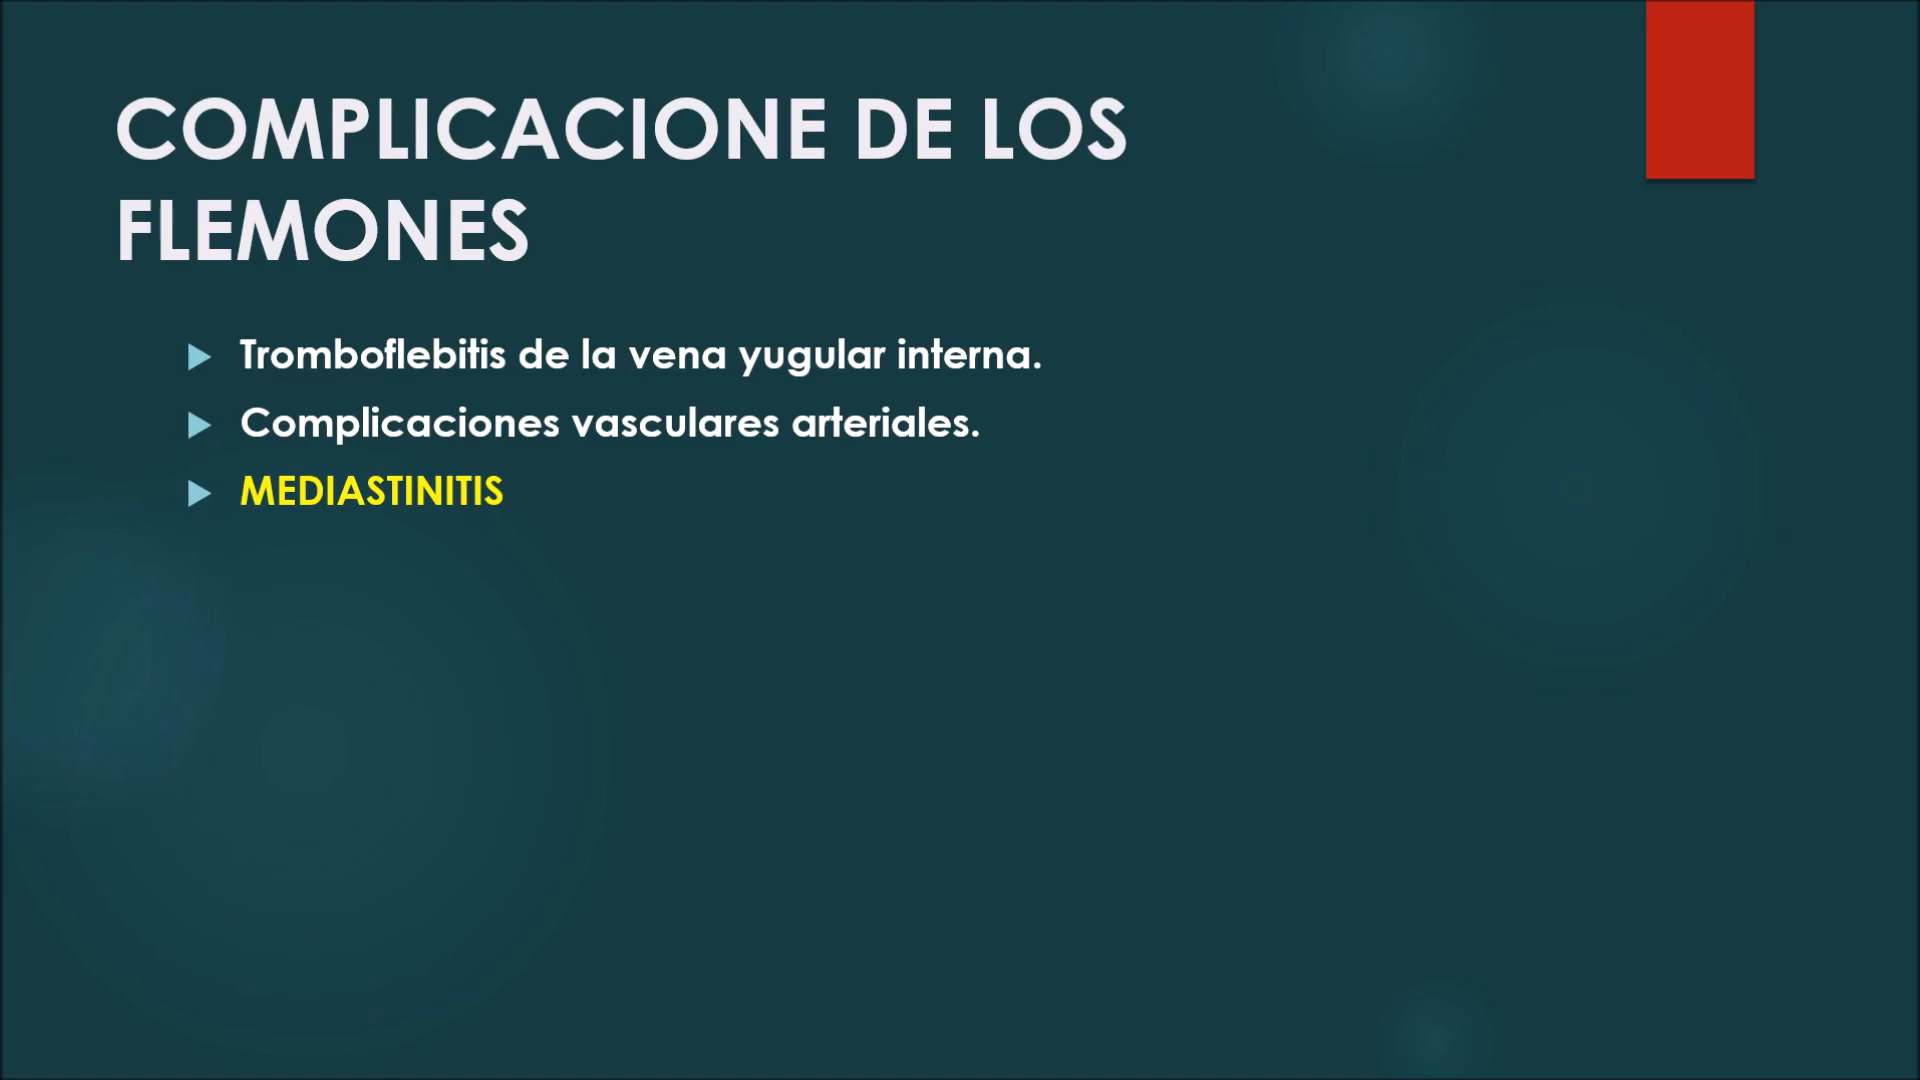 COMPLICACIONE DE LOS
FLEMONES
Tromboflebitis de la vena yugular interna.
Complicaciones vasculares arteriales.
MEDIASTINITIS